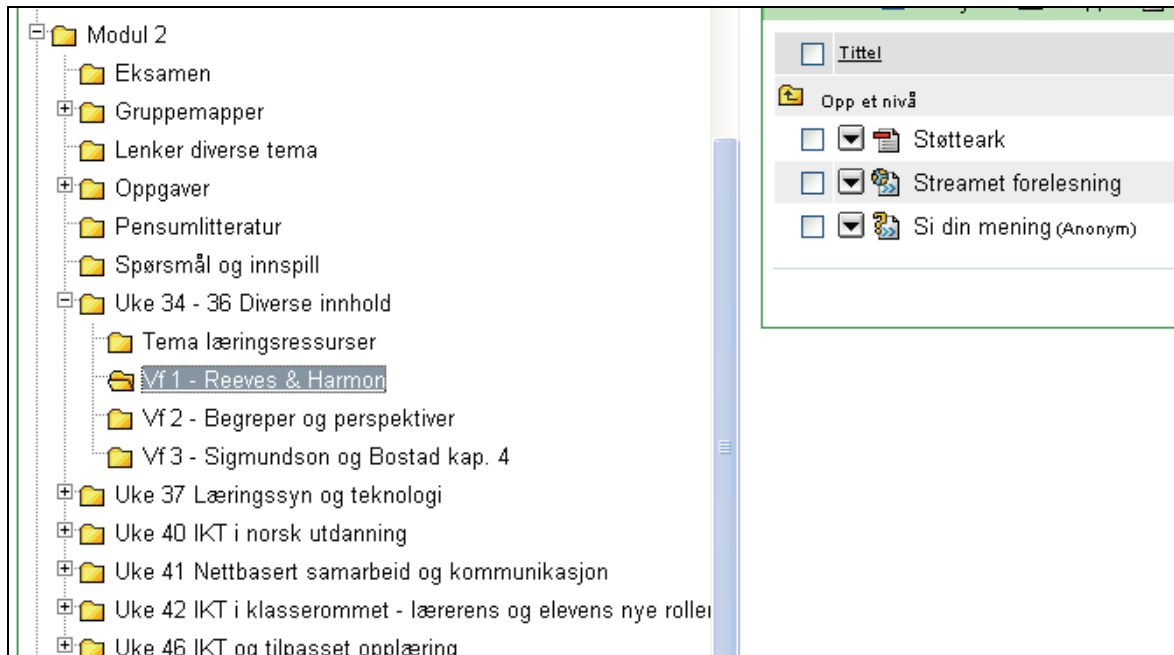 Modul 2
Eksamen
Gruppemapper
Lenker diverse tema
Oppgaver
Pensumlitteratur
Spørsmål og innspill
Uke 34 - 36 Diverse innhold
Tema læringsressurser
Vf 1 - Reeves & Harmon
Vf 2 - Begreper og perspektiver
Vf 3 - Sigmundson og Bostad kap. 4
Uke 37 Læringssyn og teknologi
Uke 40 IKT i norsk utdanning
Uke 41 Nettbasert samarbeid og kommunikasjon
Uke 42 IKT i klasserommet - lærerens og elevens nye roller
Uke 46 IKT og tilpasset opplæring
Tittel
Opp et nivå
Støtteark
Streamet forelesning
Si din mening (Anonym)